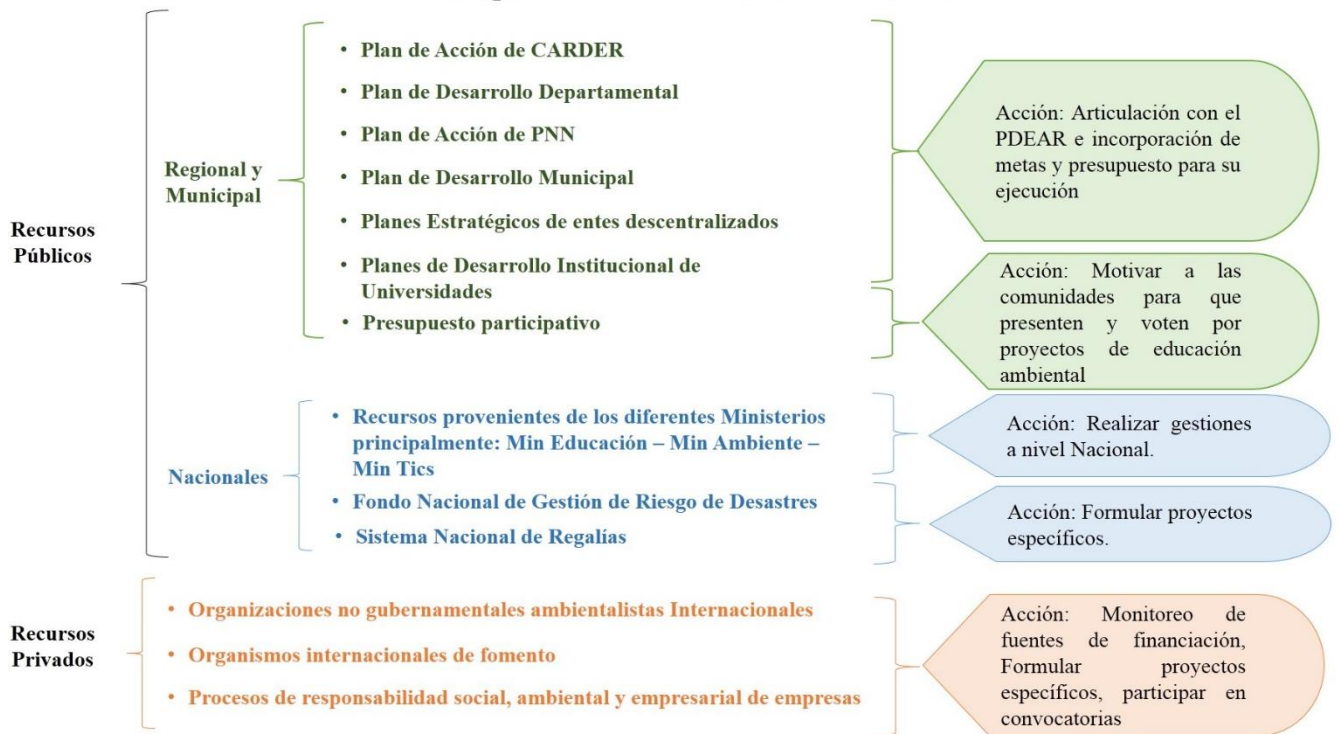 Recursos
Públicos
Regional y
Municipal
• Plan de Acción de CARDER
• Plan de Desarrollo Departamental
• Plan de Acción de PNN
• Plan de Desarrollo Municipal
• Planes Estratégicos de entes descentralizados
• Planes de Desarrollo Institucional de
Universidades
• Presupuesto participativo
Acción: Articulación con el
PDEAR e incorporación de
metas y presupuesto para su
ejecución
Acción: Motivar a las
comunidades para que
presenten y voten por
proyectos de educación
ambiental
Nacionales
• Recursos provenientes de los diferentes Ministerios
principalmente: Min Educación – Min Ambiente –
Min Tics
• Fondo Nacional de Gestión de Riesgo de Desastres
• Sistema Nacional de Regalías
Acción: Realizar gestiones
a nivel Nacional.
Acción: Formular proyectos
específicos.
Recursos
Privados
• Organizaciones no gubernamentales ambientalistas Internacionales
• Organismos internacionales de fomento
• Procesos de responsabilidad social, ambiental y empresarial de empresas
Acción: Monitoreo de
fuentes de financiación,
Formular proyectos
específicos, participar en
convocatorias